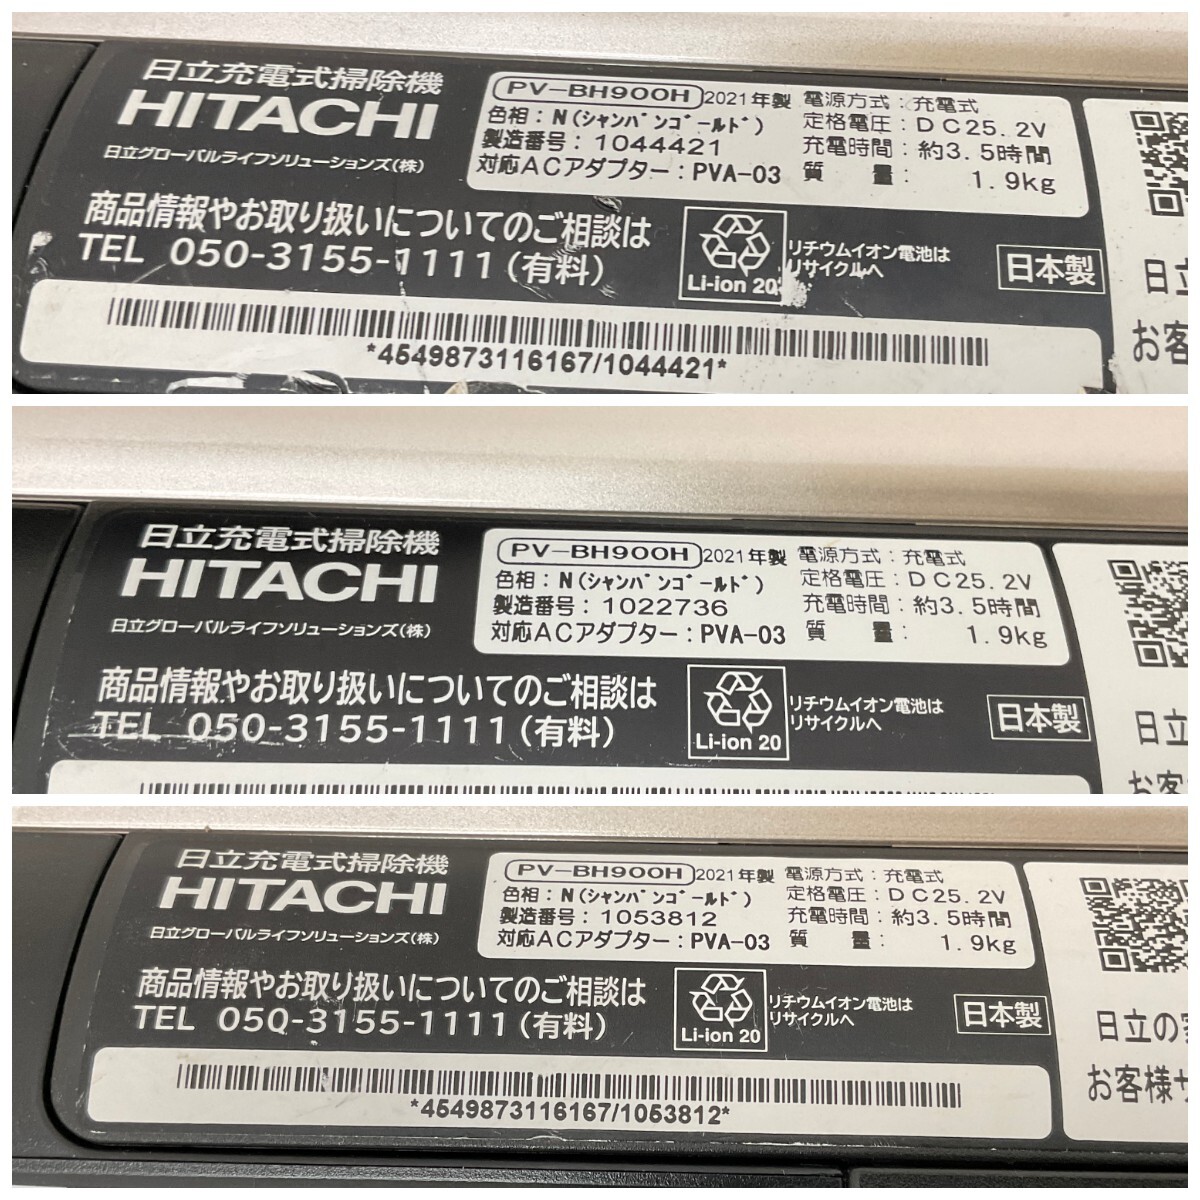 日立充電式掃除機
HITACHI
日立グローバルライフソリューションズ(株)
PV-BH900H 2021年製 電源方式:充電式
色相:N(シャンパンゴールド) 定格電圧:DC25.2V
製造番号:1044421 充電時間:約3.5時間
対応ACアダプター:PVA-03 質 量: 1.9kg
商品情報やお取り扱いについてのご相談は
TEL 050-3155-1111(有料)
Li-ion 20
リチウムイオン電池は
リサイクルへ
日本製
*4549873116167/1044421*
日立
お客
日立充電式掃除機
HITACHI
日立グローバルライフソリューションズ(株)
PV-BH900H 2021年製 電源方式:充電式
色相:N(シャンパンゴールド) 定格電圧:DC25.2V
製造番号:1022736 充電時間:約3.5時間
対応ACアダプター:PVA-03 質 量: 1.9kg
商品情報やお取り扱いについてのご相談は
TEL 050-3155-1111(有料)
Li-ion 20
リチウムイオン電池は
リサイクルへ
日本製
日立
お客
日立充電式掃除機
HITACHI
日立グローバルライフソリューションズ(株)
PV-BH900H 2021年製 電源方式:充電式
色相:N(シャンパンゴールド) 定格電圧:DC25.2V
製造番号:1053812 充電時間:約3.5時間
対応ACアダプター:PVA-03 質 量: 1.9kg
商品情報やお取り扱いについてのご相談は
TEL 050-3155-1111(有料)
Li-ion 20
リチウムイオン電池は
リサイクルへ
日本製
*4549873116167/1053812*
日立の
お客様サ